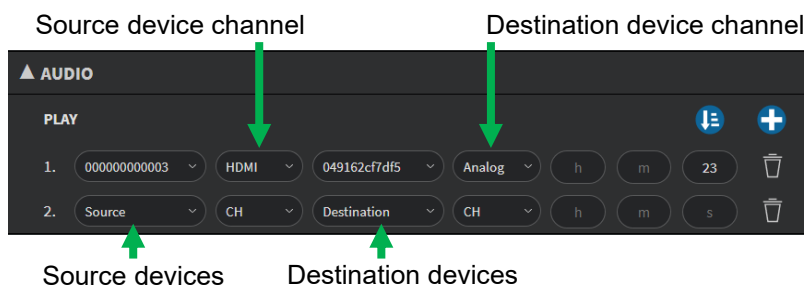 Source device channel Destination device channel
AUDIO
PLAY
1. 000000000003 HDMI 049162cf7df5 Analog h m 23
2. Source CH Destination CH h m s
Source devices Destination devices